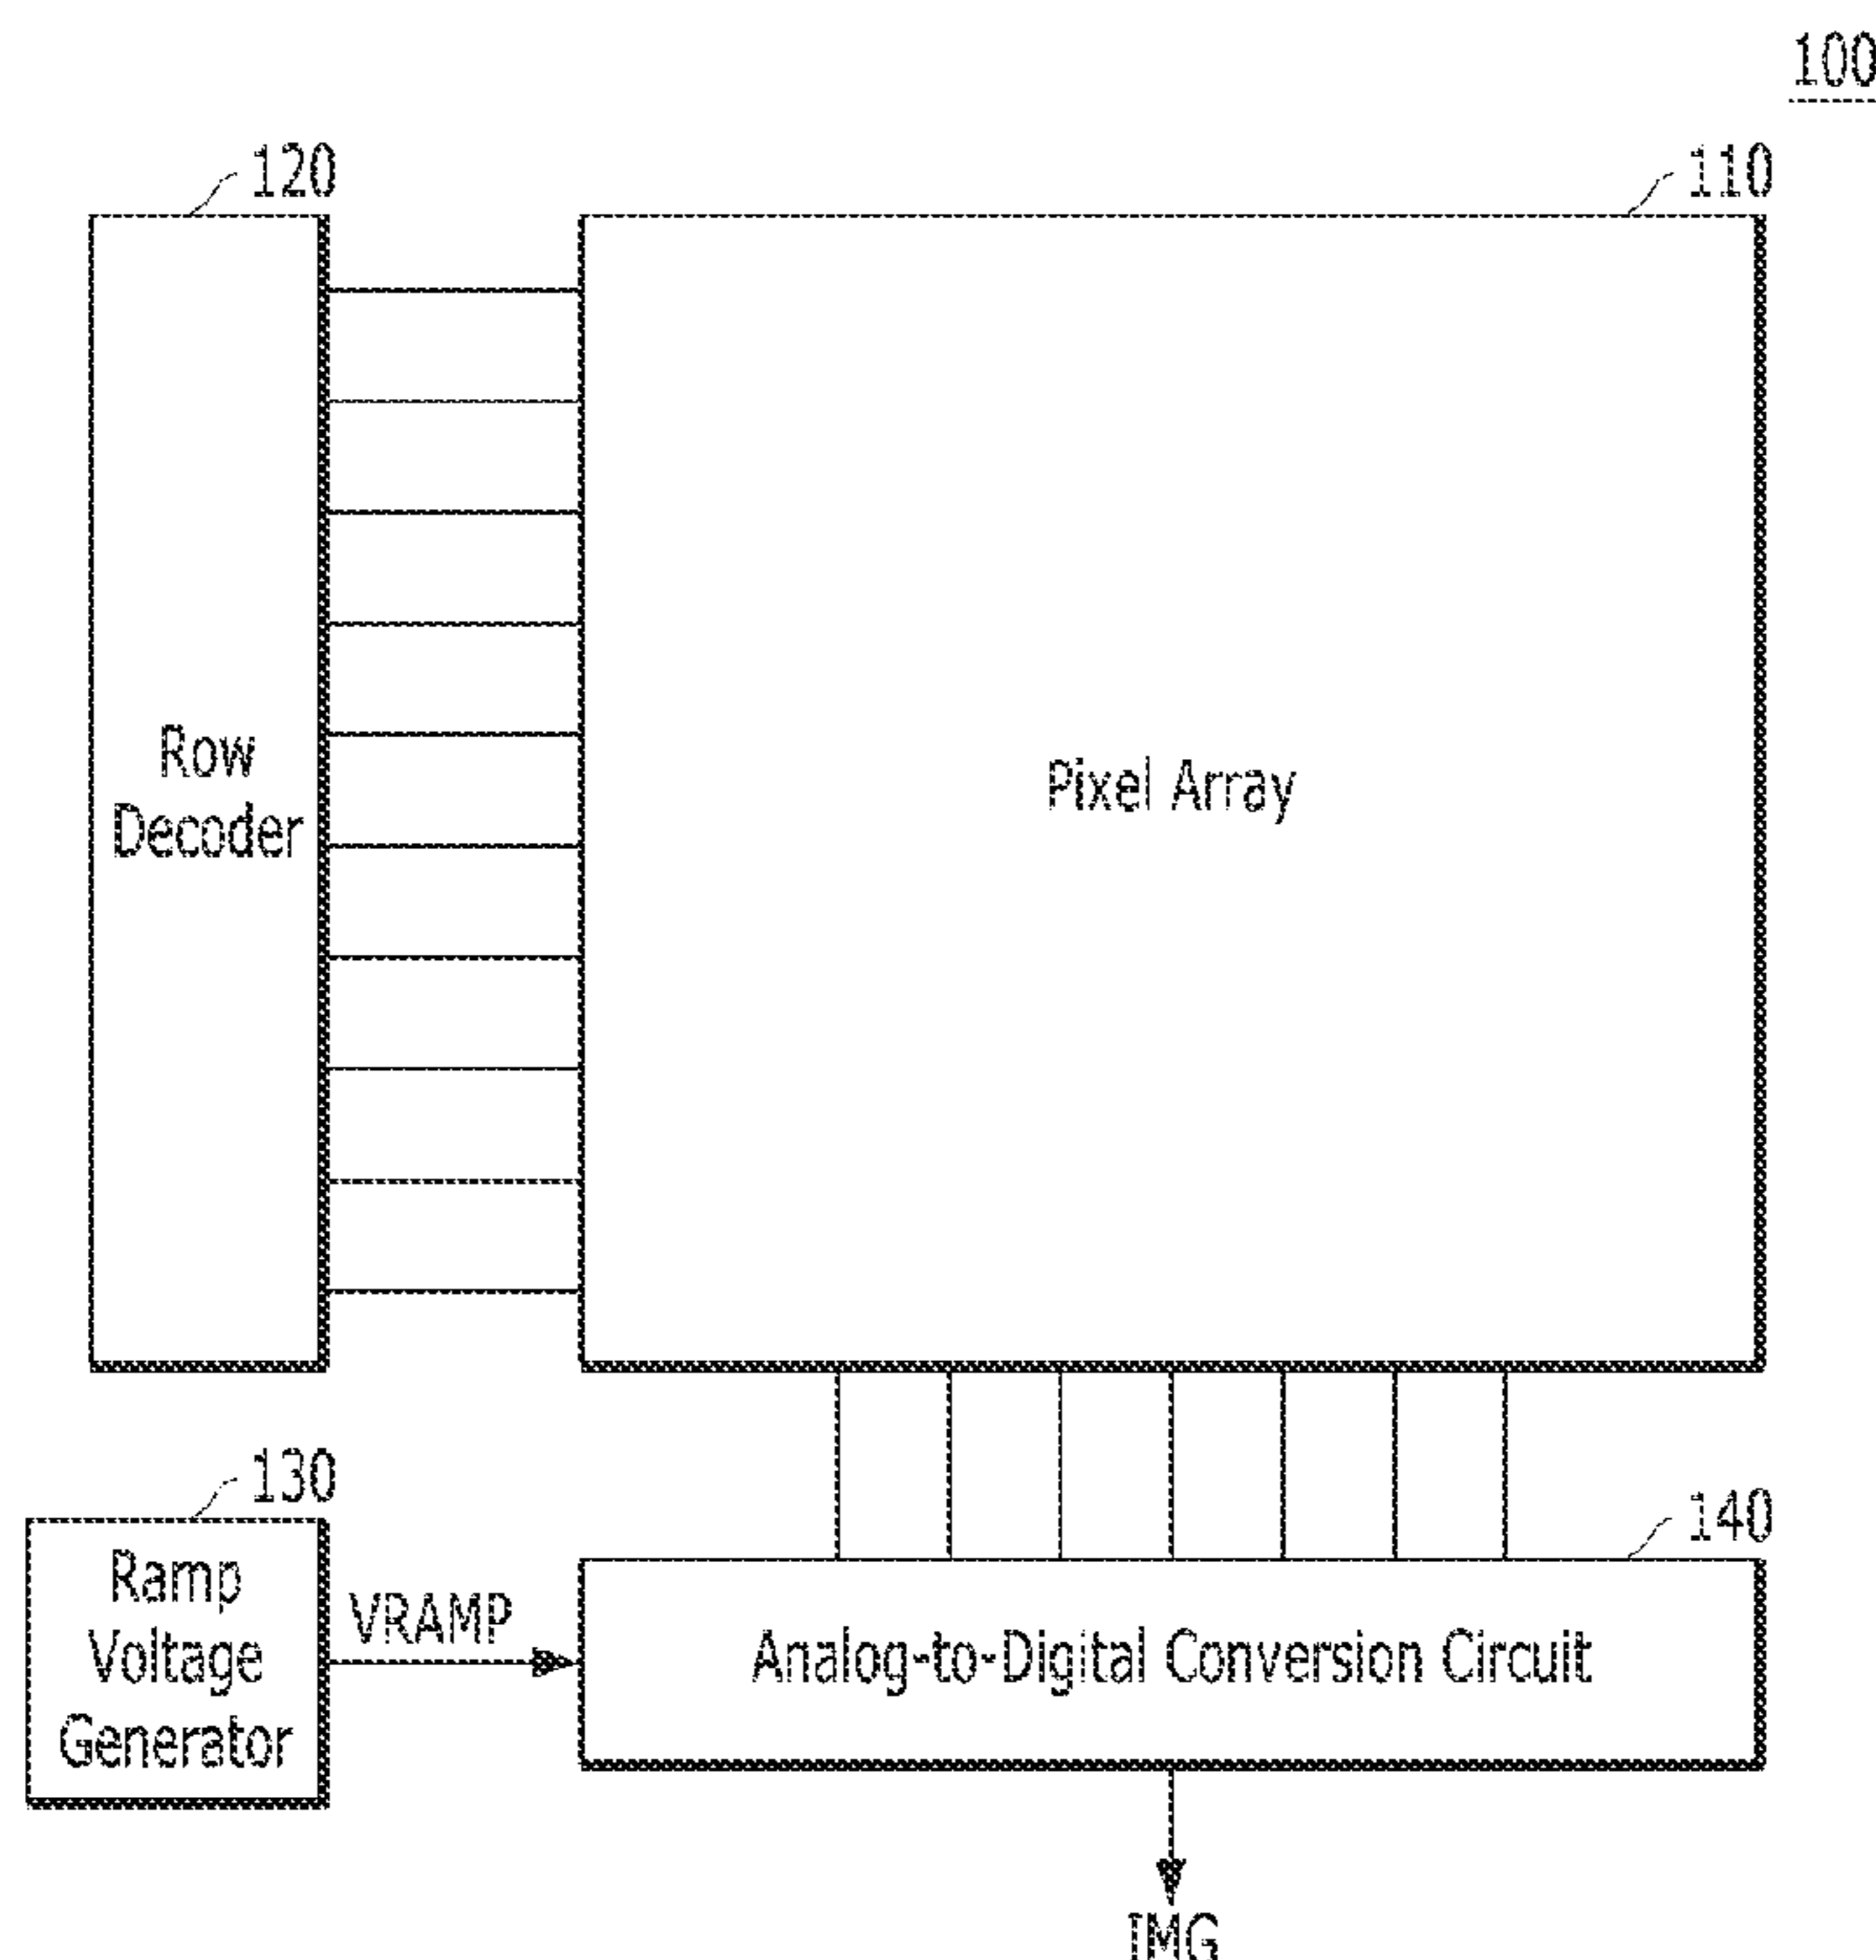 100
120
110
Row
Decoder
Pixel Array
130
140
Ramp
Voltage
Generator
VRAMP
Analog-to-Digital Conversion Circuit
IMG